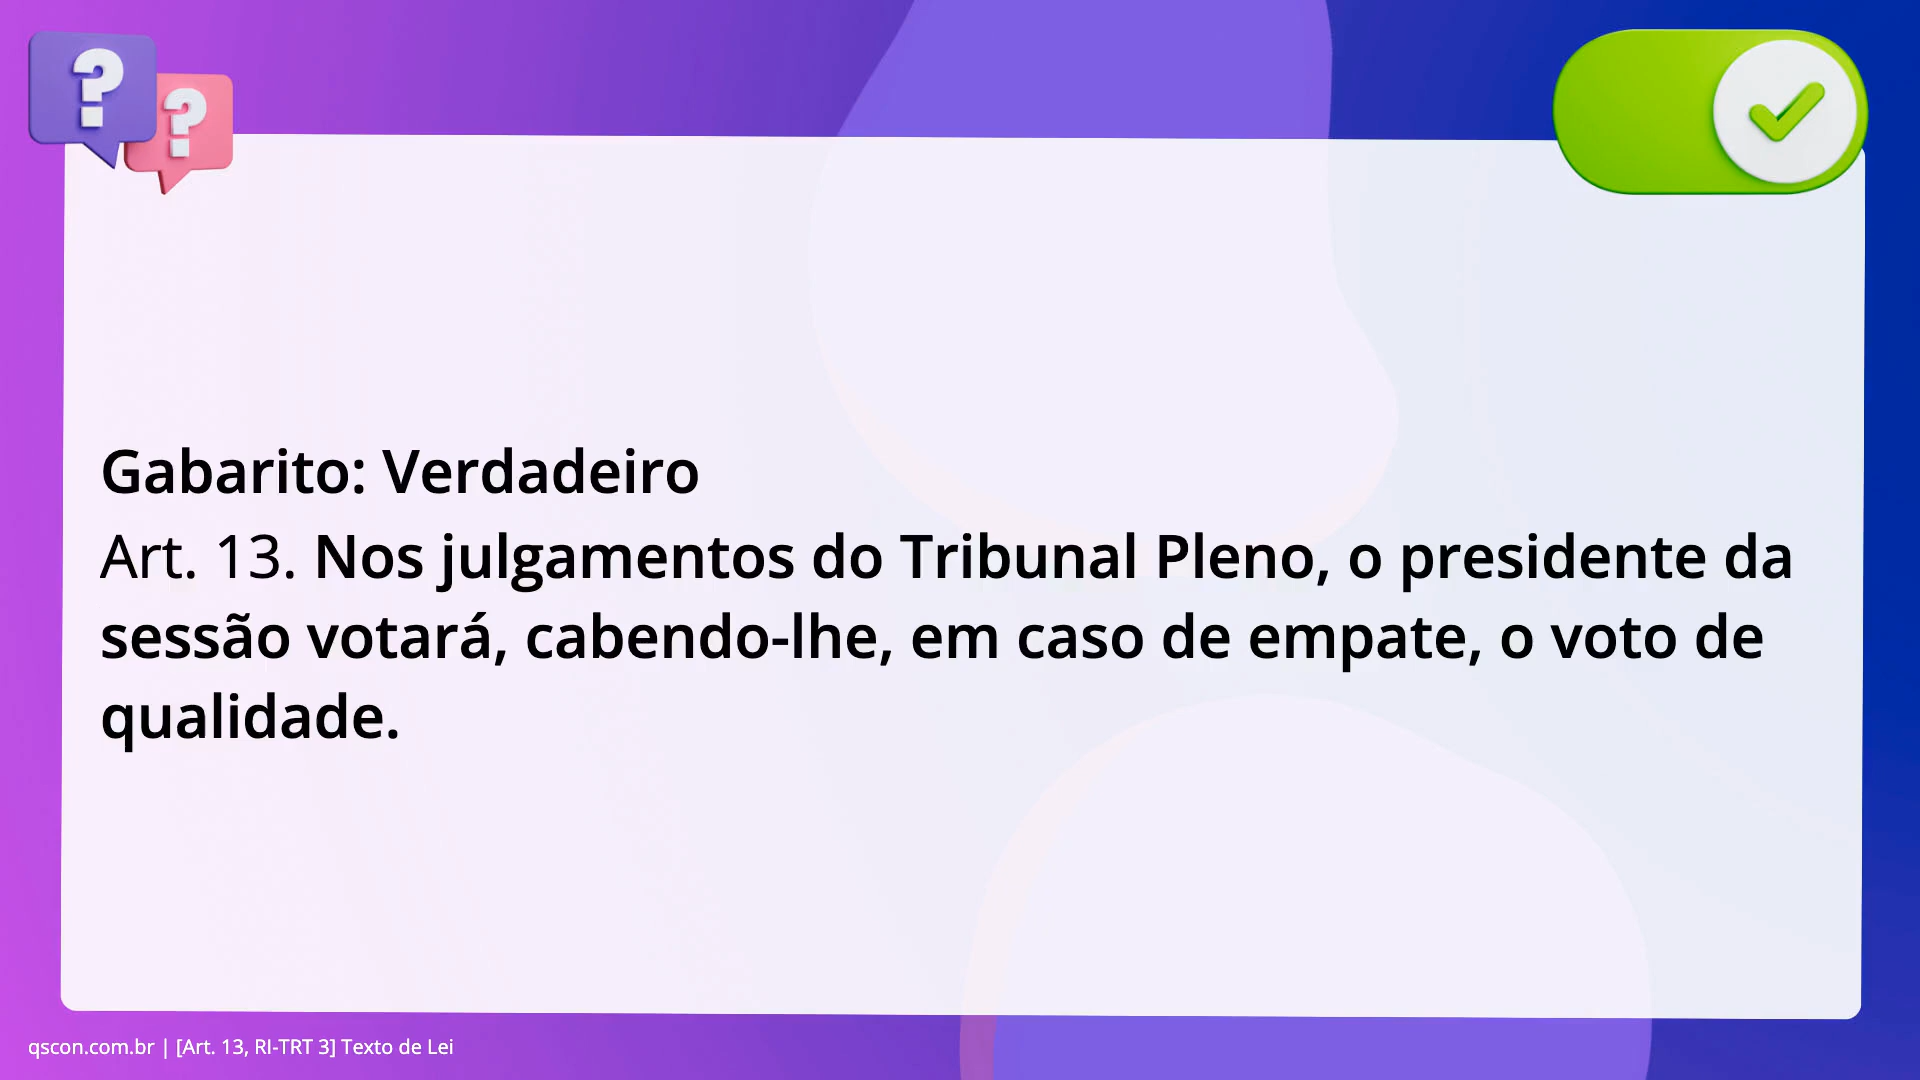 Gabarito: Verdadeiro
Art. 13. Nos julgamentos do Tribunal Pleno, o presidente da
sessão votará, cabendo-lhe, em caso de empate, o voto de
qualidade.
qscon.com.br | [Art. 13, RI-TRT 3] Texto de Lei